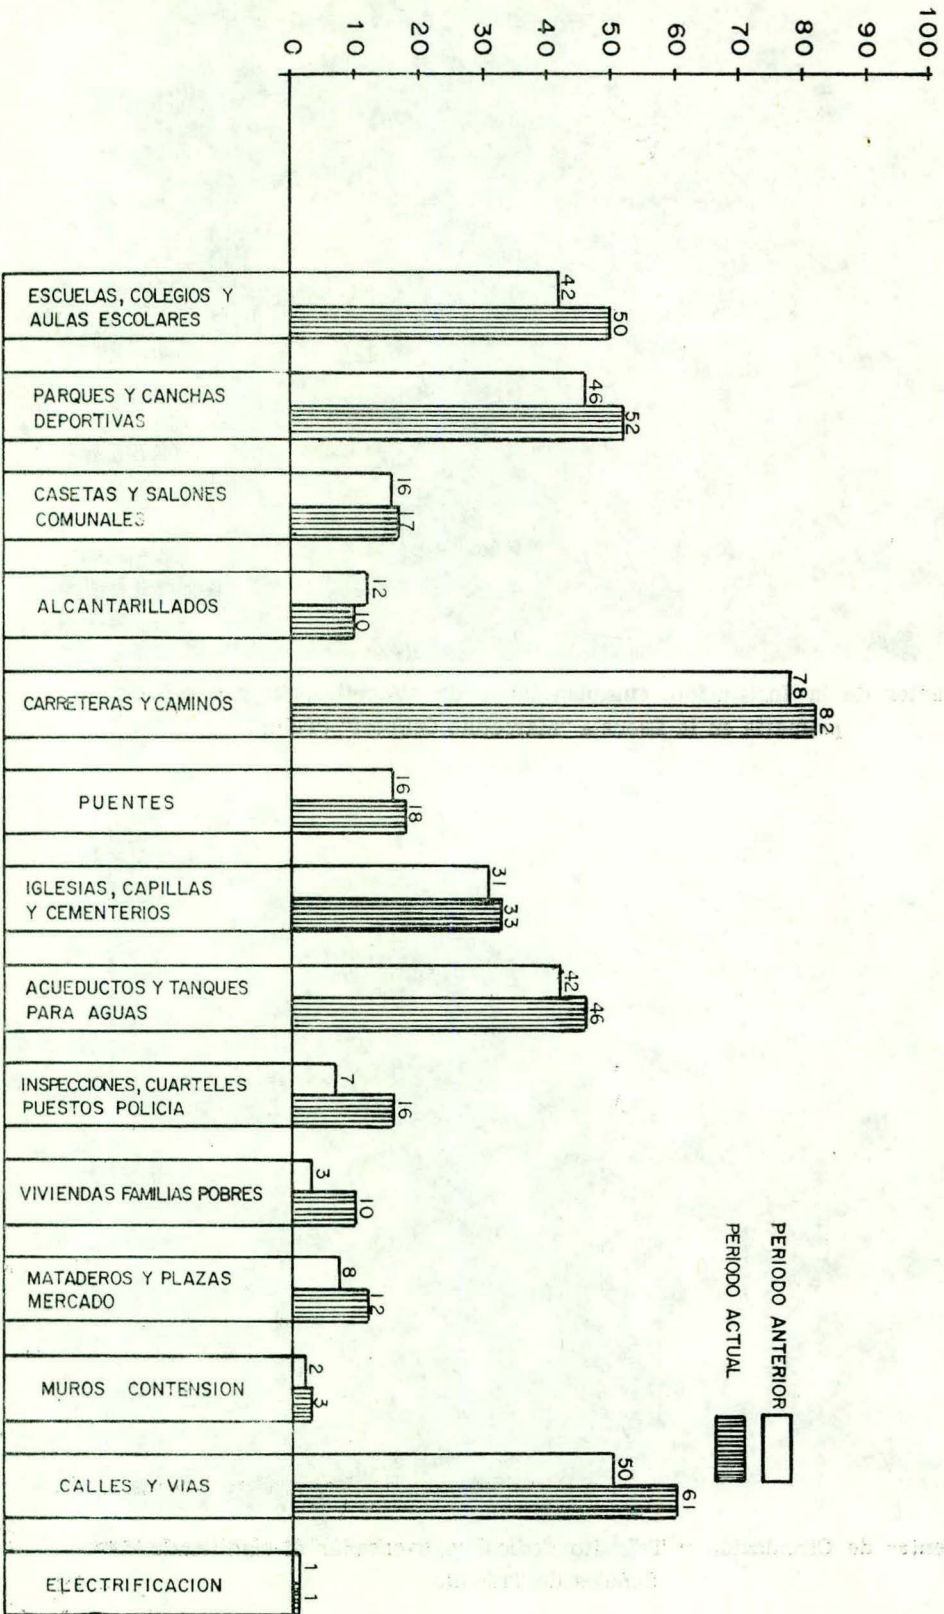 100
90
80
70
60
50
40
30
20
10
0
PERIODO ANTERIOR
PERIODO ACTUAL
ESCUELAS, COLEGIOS Y
AULAS ESCOLARES
42
50
PARQUES Y CANCHAS
DEPORTIVAS
46
52
CASETAS Y SALONES
COMUNALES
16
17
ALCANTARILLADOS
12
10
CARRETERAS Y CAMINOS
78
82
PUENTES
16
18
IGLESIAS, CAPILLAS
Y CEMENTERIOS
31
33
ACUEDUCTOS Y TANQUES
PARA AGUAS
42
46
INSPECCIONES, CUARTELES
PUESTOS POLICIA
7
16
VIVIENDAS FAMILIAS POBRES
3
10
MATADEROS Y PLAZAS
MERCADO
8
12
MUROS CONTENSION
2
3
CALLES Y VIAS
50
61
ELECTRIFICACION
1
1